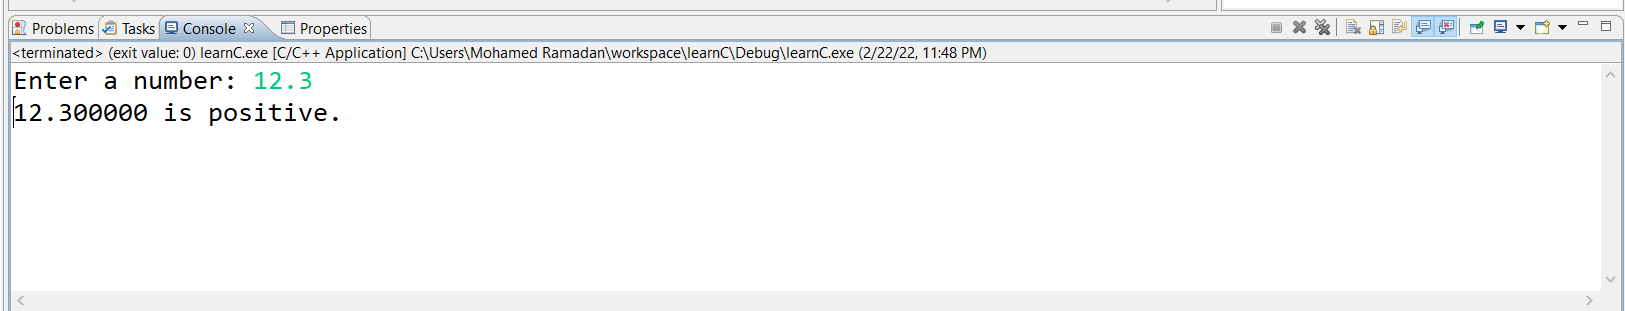 Problems Tasks Console Properties
<terminated> (exit value: 0) learnC.exe [C/C++ Application] C:\Users\Mohamed Ramadan\workspace\learnC\Debug\learnC.exe (2/22/22, 11:48 PM)
Enter a number: 12.3
12.300000 is positive.